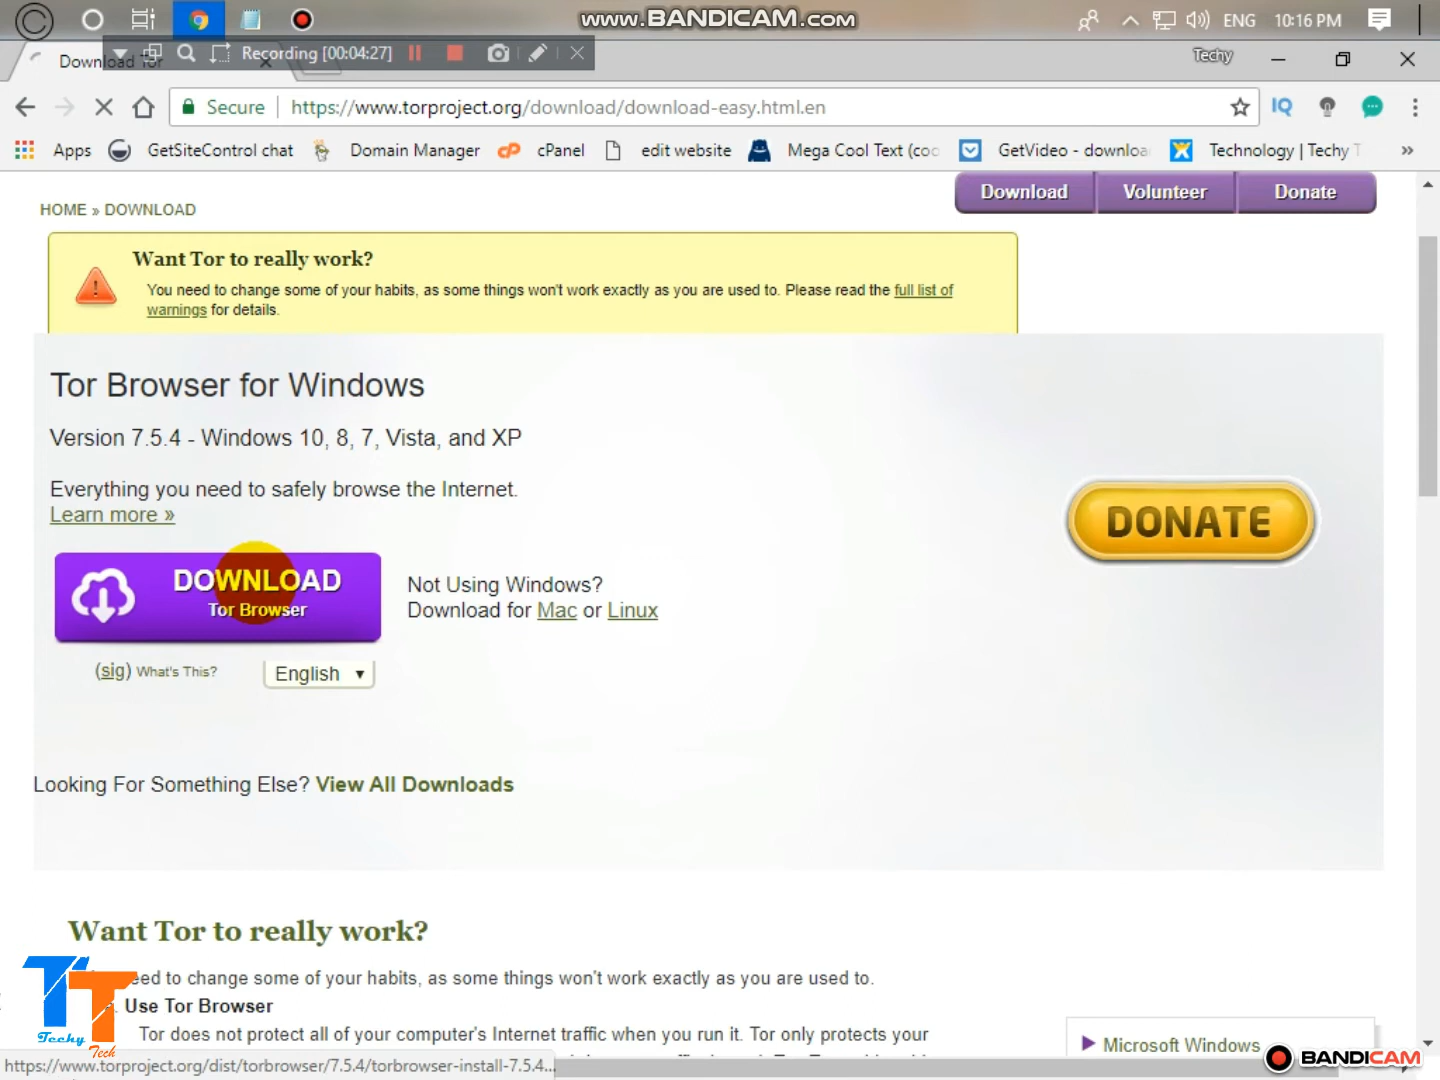 www.BANDICAM.com
ENG 10:16 PM
Recording [00:04:27]
Techy
Secure https://www.torproject.org/download/download-easy.html.en
Apps GetSiteControl chat Domain Manager cPanel edit website Mega Cool Text (coo GetVideo - downloa Technology | Techy T »
HOME » DOWNLOAD
Download Volunteer Donate
Want Tor to really work?
You need to change some of your habits, as some things won't work exactly as you are used to. Please read the full list of
warnings for details.
Tor Browser for Windows
Version 7.5.4 - Windows 10, 8, 7, Vista, and XP
Everything you need to safely browse the Internet.
Learn more »
DONATE
DOWNLOAD
Tor Browser
Not Using Windows?
Download for Mac or Linux
(sig) What's This? English
Looking For Something Else? View All Downloads
Want Tor to really work?
eed to change some of your habits, as some things won't work exactly as you are used to.
Use Tor Browser
Tor does not protect all of your computer's Internet traffic when you run it. Tor only protects your
Microsoft Windows
TT
Techy
Tech
https://www.torproject.org/dist/torbrowser/7.5.4/torbrowser-install-7.5.4...
BANDICAM